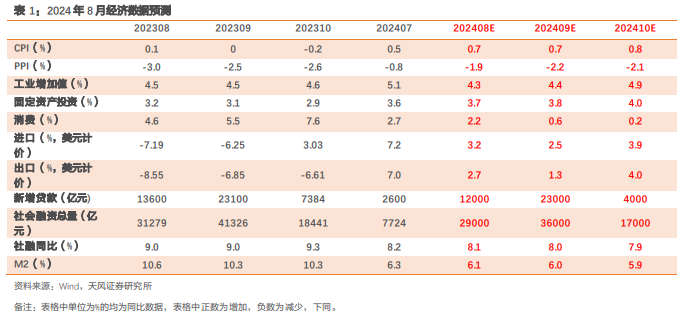 表 1：2024 年 8 月经济数据预测
202308 202309 202310 202407 202408E 202409E 202410E
CPI（%） 0.1 0 -0.2 0.5 0.7 0.7 0.8
PPI（%） -3.0 -2.5 -2.6 -0.8 -1.9 -2.2 -2.1
工业增加值（%） 4.5 4.5 4.6 5.1 4.3 4.4 4.9
固定资产投资（%） 3.2 3.1 2.9 3.6 3.7 3.8 4.0
消费（%） 4.6 5.5 7.6 2.7 2.2 0.6 0.2
进口（%，美元计
价） -7.19 -6.25 3.03 7.2 3.2 2.5 3.9
出口（%，美元计
价） -8.55 -6.85 -6.61 7.0 2.7 1.3 4.0
新增贷款（亿元) 13600 23100 7384 2600 12000 23000 4000
社会融资总量（亿
元） 31279 41326 18441 7724 29000 36000 17000
社融同比（%） 9.0 9.0 9.3 8.2 8.1 8.0 7.9
M2（%） 10.6 10.3 10.3 6.3 6.1 6.0 5.9
资料来源：Wind，天风证券研究所
备注：表格中单位为%的均为同比数据，表格中正数为增加，负数为减少，下同。